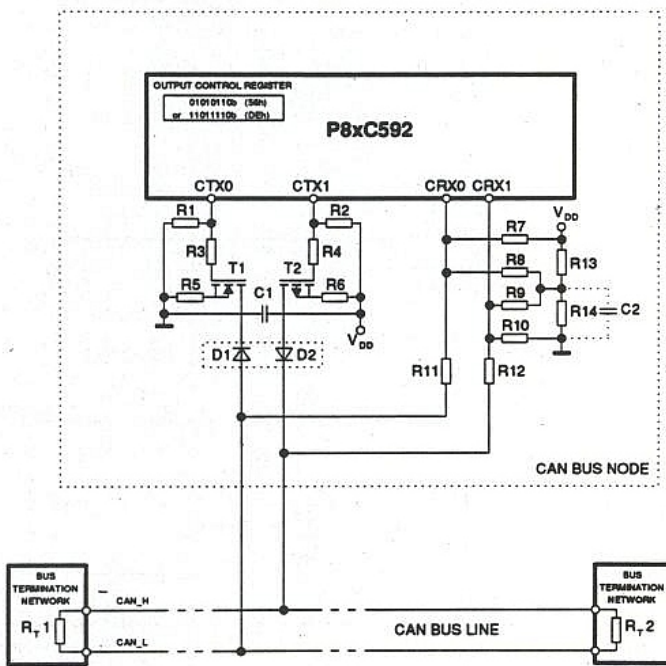 OUTPUT CONTROL REGISTER
01010110b (56h)
or 11011110b (DEh)
P8xC592
CTX0
CTX1
CRX0
CRX1
R1
R2
R3
R4
T1
T2
R5
R6
C1
VDD
D1
D2
R7
VDD
R8
R13
R9
R14
C2
R10
R11
R12
CAN BUS NODE
BUS
TERMINATION
NETWORK
RT1
CAN_H
CAN_L
CAN BUS LINE
BUS
TERMINATION
NETWORK
RT2